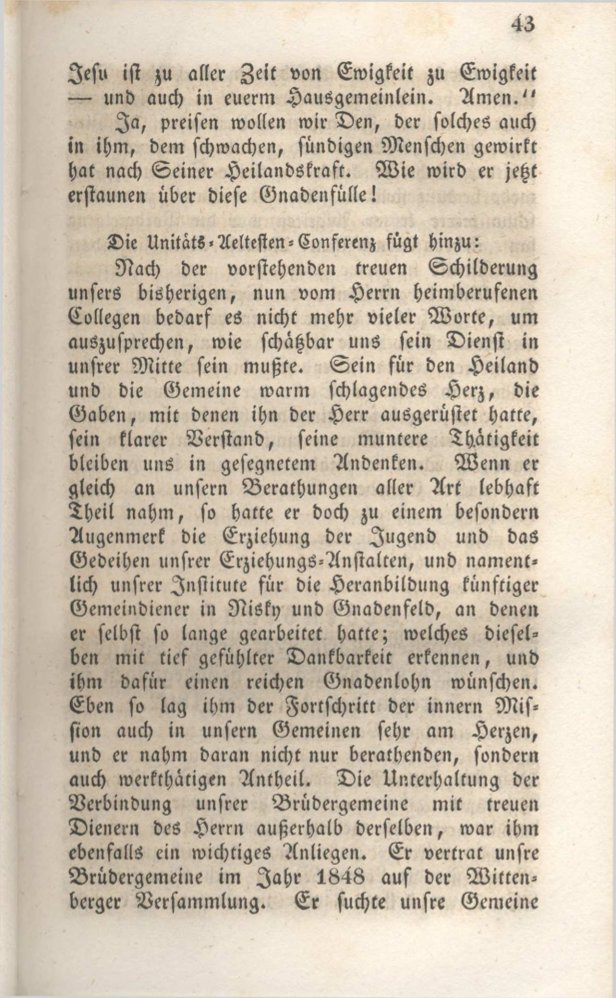 43
Jesu ist zu aller Zeit von Ewigkeit zu Ewigkeit
— und auch in euerm Hausgemeinlein. Amen."
Ja, preisen wollen wir Den, der solches auch
in ihm, dem schwachen, sündigen Menschen gewirkt
hat nach Seiner Heilandskraft. Wie wird er jetzt
erstaunen über diese Gnadenfülle!
Die Unitäts-Aeltesten-Conferenz fügt hinzu:
Nach der vorstehenden treuen Schilderung
unsers bisherigen, nun vom Herrn heimberufenen
Collegen bedarf es nicht mehr vieler Worte, um
auszusprechen, wie schätzbar uns sein Dienst in
unsrer Mitte sein mußte. Sein für den Heiland
und die Gemeine warm schlagendes Herz, die
Gaben, mit denen ihn der Herr ausgerüstet hatte,
sein klarer Verstand, seine muntere Thätigkeit
bleiben uns in gesegnetem Andenken. Wenn er
gleich an unsern Berathungen aller Art lebhaft
Theil nahm, so hatte er doch zu einem besondern
Augenmerk die Erziehung der Jugend und das
Gedeihen unsrer Erziehungs-Anstalten, und nament-
lich unsrer Institute für die Heranbildung künftiger
Gemeindiener in Nisky und Gnadenfeld, an denen
er selbst so lange gearbeitet hatte; welches diesel-
ben mit tief gefühlter Dankbarkeit erkennen, und
ihm dafür einen reichen Gnadenlohn wünschen.
Eben so lag ihm der Fortschritt der innern Mis-
sion auch in unsern Gemeinen sehr am Herzen,
und er nahm daran nicht nur berathenden, sondern
auch werkthätigen Antheil. Die Unterhaltung der
Verbindung unsrer Brüdergemeine mit treuen
Dienern des Herrn außerhalb derselben, war ihm
ebenfalls ein wichtiges Anliegen. Er vertrat unsre
Brüdergemeine im Jahr 1848 auf der Witten-
berger Versammlung. Er suchte unsre Gemeine